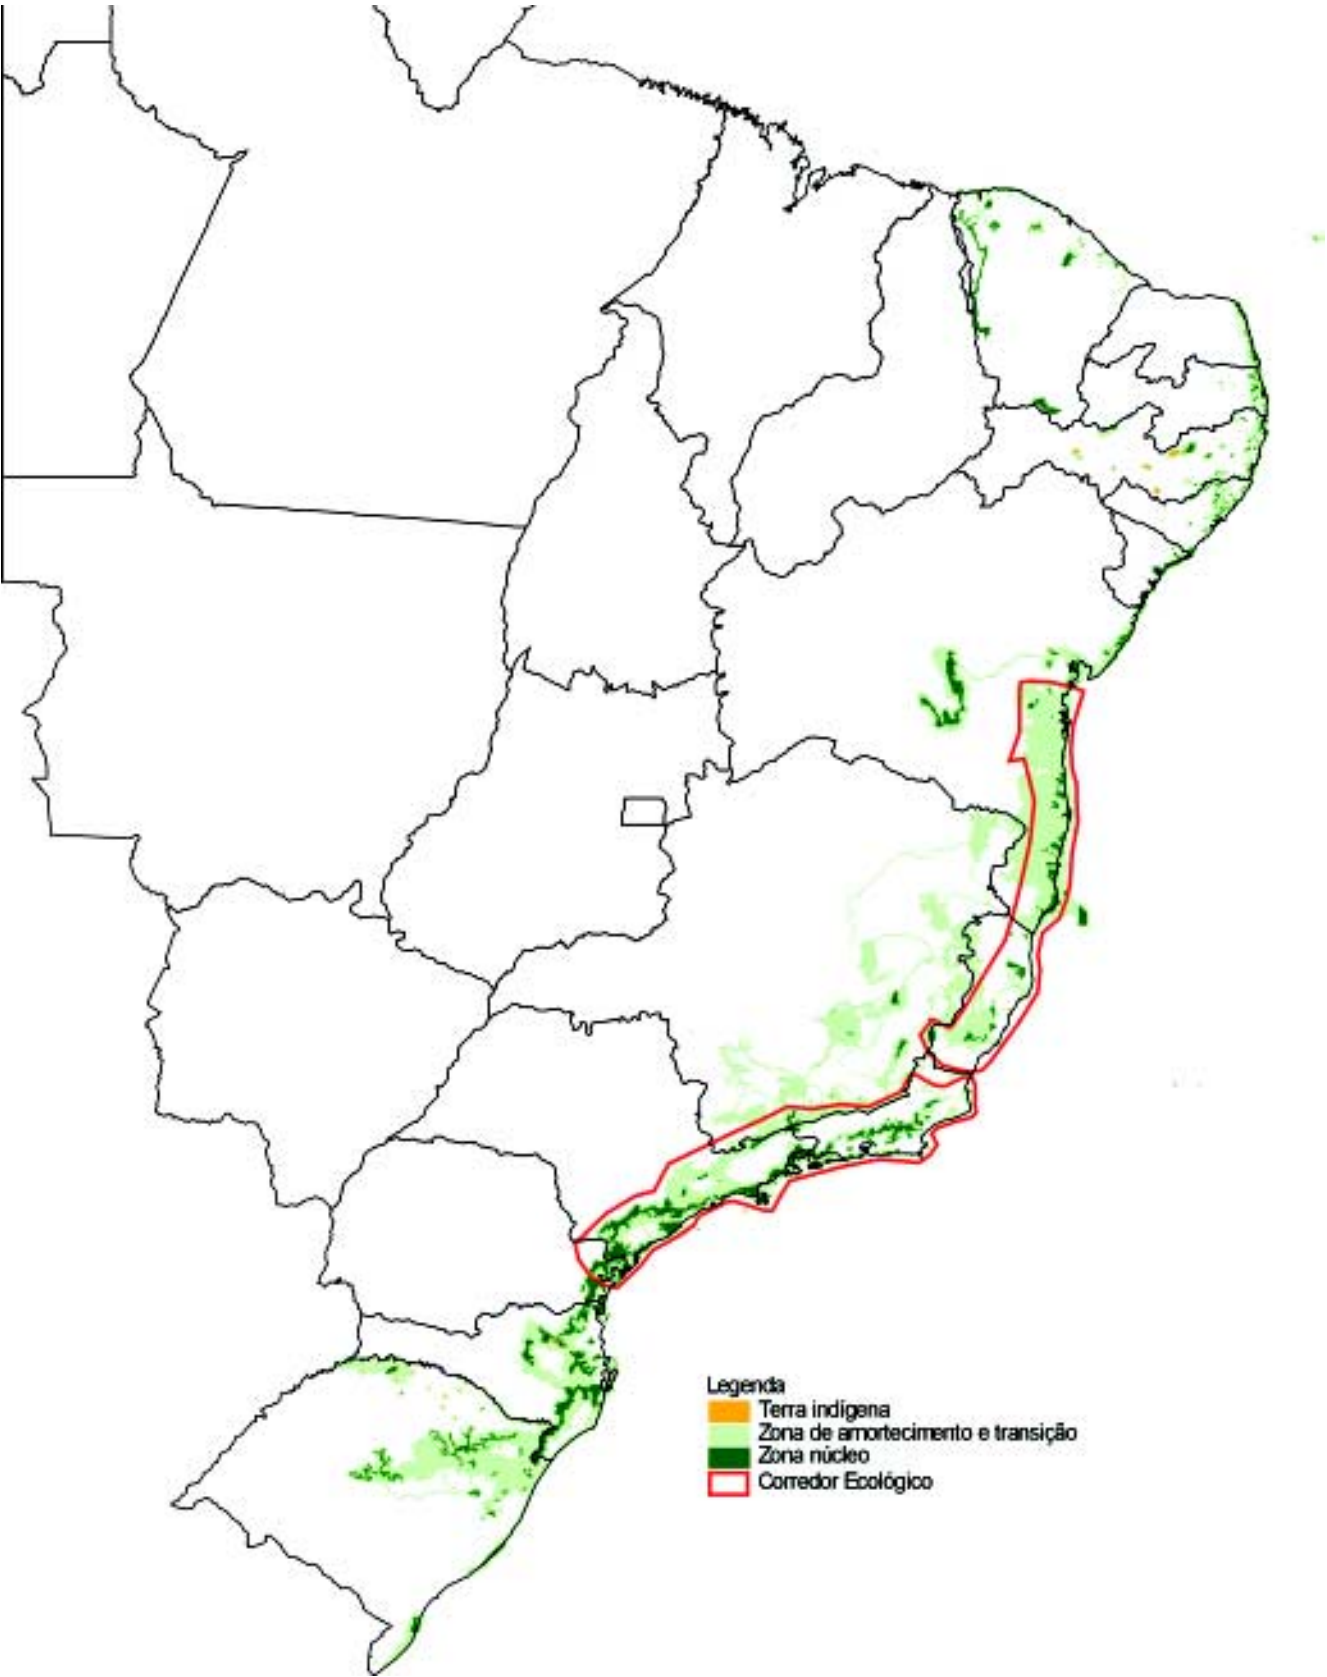 Legenda
Terra indígena
Zona de amortecimento e transição
Zona núcleo
Corredor Ecológico